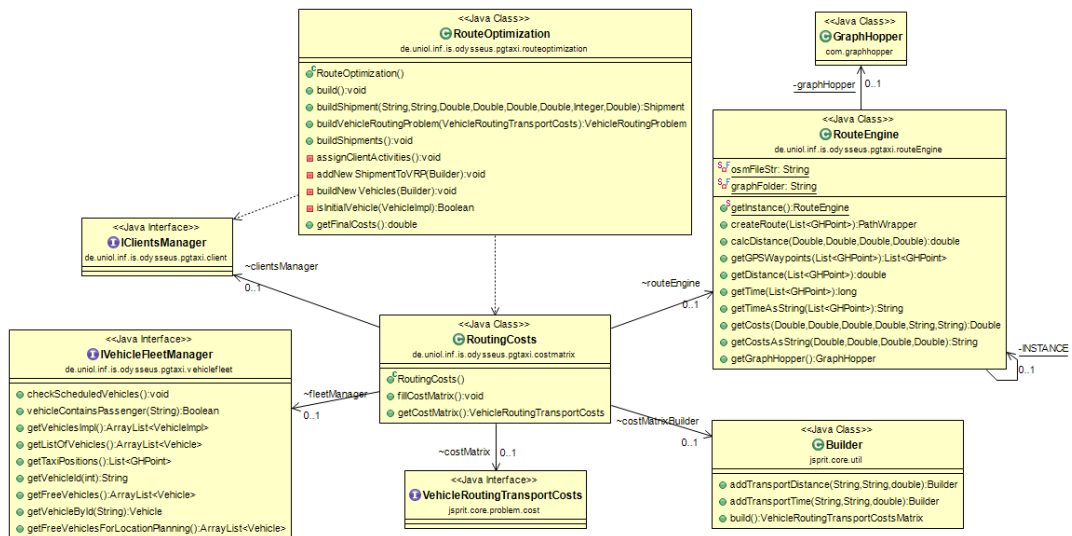 <<Java Class>>
RouteOptimization
de.uniol.inf.is.odysseus.pgtaxi.routeoptimization
RouteOptimization()
build():void
buildShipment(String,String,Double,Double,Double,Double,Integer,Double):Shipment
buildVehicleRoutingProblem(VehicleRoutingTransportCosts):VehicleRoutingProblem
buildShipments():void
assignClientActivities():void
addNewShipmentToVRP(Builder):void
buildNewVehicles(Builder):void
isInitialVehicle(VehicleImpl):Boolean
getFinalCosts():double
<<Java Class>>
GraphHopper
com.graphhopper
-graphHopper
0..1
<<Java Class>>
RouteEngine
de.uniol.inf.is.odysseus.pgtaxi.routeEngine
osmFileStr: String
graphFolder: String
getInstance():RouteEngine
createRoute(List<GHPoint>):PathWrapper
calcDistance(Double,Double,Double,Double):double
getGPSWaypoints(List<GHPoint>):List<GHPoint>
getDistance(List<GHPoint>):double
getTime(List<GHPoint>):long
getTimeAsString(List<GHPoint>):String
getCosts(Double,Double,Double,Double,String,String):Double
getCostsAsString(Double,Double,Double,Double):String
getGraphHopper():GraphHopper
-INSTANCE
0..1
<<Java Interface>>
IClientsManager
de.uniol.inf.is.odysseus.pgtaxi.client
~clientsManager
0..1
~routeEngine
0..1
<<Java Class>>
RoutingCosts
de.uniol.inf.is.odysseus.pgtaxi.costmatrix
RoutingCosts()
fillCostMatrix():void
getCostMatrix():VehicleRoutingTransportCosts
<<Java Interface>>
IVehicleFleetManager
de.uniol.inf.is.odysseus.pgtaxi.vehiclefleet
checkScheduledVehicles():void
vehicleContainsPassenger(String):Boolean
getVehiclesImpl():ArrayList<VehicleImpl>
getListOfVehicles():ArrayList<Vehicle>
getTaxiPositions():List<GHPoint>
getVehicleId(int):String
getFreeVehicles():ArrayList<Vehicle>
getVehicleById(String):Vehicle
getFreeVehiclesForLocationPlanning():ArrayList<Vehicle>
~fleetManager
0..1
~costMatrixBuilder
0..1
~costMatrix
0..1
<<Java Interface>>
VehicleRoutingTransportCosts
jsprit.core.problem.cost
<<Java Class>>
Builder
jsprit.core.util
addTransportDistance(String,String,double):Builder
addTransportTime(String,String,double):Builder
build():VehicleRoutingTransportCostsMatrix